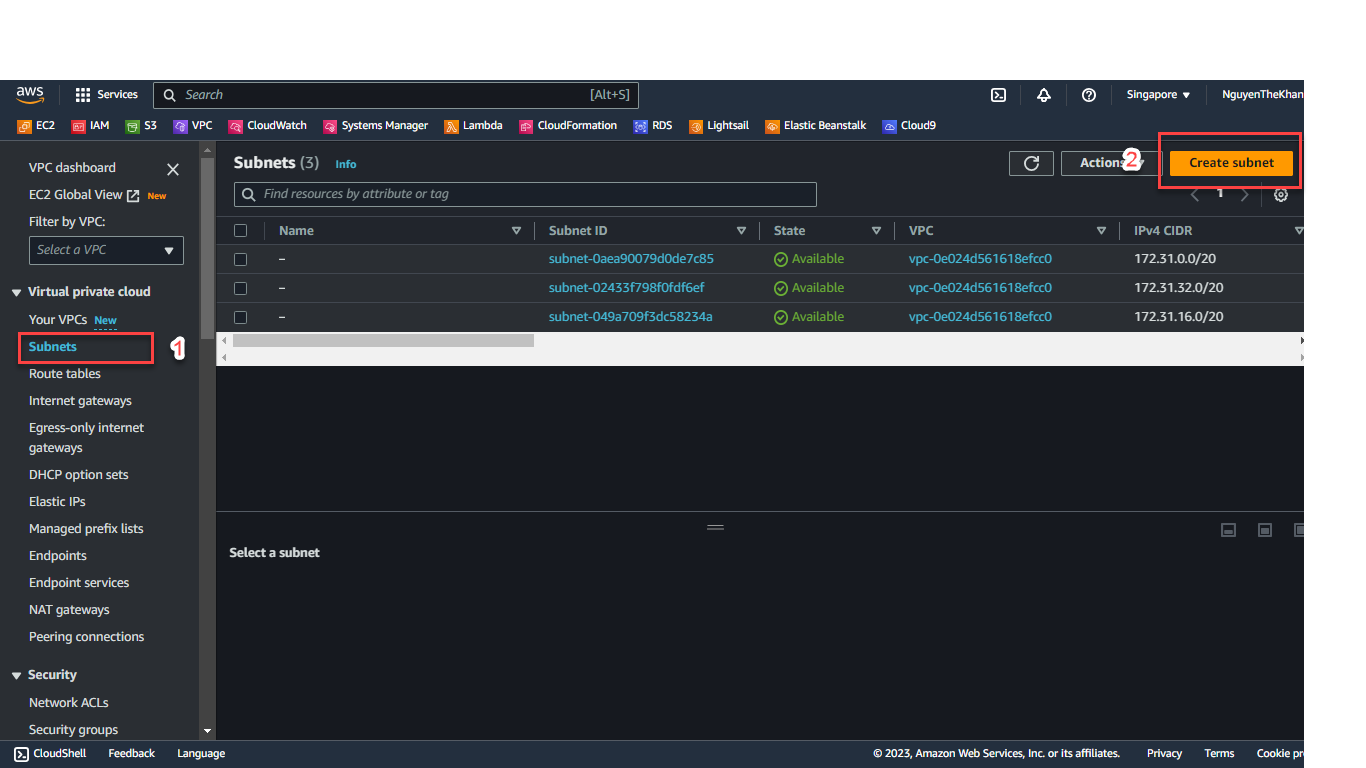 aws Services Search [Alt+S] Singapore NguyenTheKhan
EC2 IAM S3 VPC CloudWatch Systems Manager Lambda CloudFormation RDS Lightsail Elastic Beanstalk Cloud9
VPC dashboard
EC2 Global View New
Filter by VPC:
Select a VPC
Virtual private cloud
Your VPCs New
Subnets 1
Route tables
Internet gateways
Egress-only internet
gateways
DHCP option sets
Elastic IPs
Managed prefix lists
Endpoints
Endpoint services
NAT gateways
Peering connections
Security
Network ACLs
Security groups
Subnets (3) Info Actions 2 Create subnet
Find resources by attribute or tag 1
Name Subnet ID State VPC IPv4 CIDR
– subnet-0aea90079d0de7c85 Available vpc-0e024d561618efcc0 172.31.0.0/20
– subnet-02433f798f0fdf6ef Available vpc-0e024d561618efcc0 172.31.32.0/20
– subnet-049a709f3dc58234a Available vpc-0e024d561618efcc0 172.31.16.0/20
Select a subnet
CloudShell Feedback Language © 2023, Amazon Web Services, Inc. or its affiliates. Privacy Terms Cookie pr